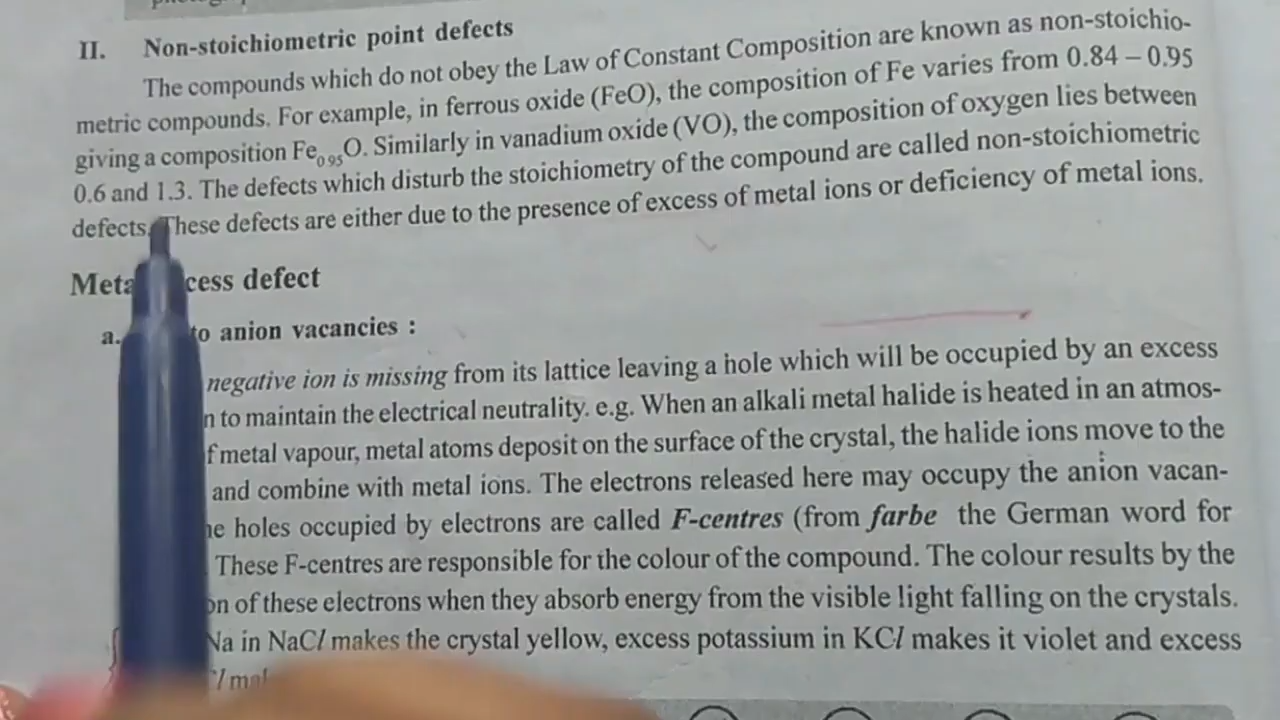 II. Non-stoichiometric point defects
The compounds which do not obey the Law of Constant Composition are known as non-stoichio-
metric compounds. For example, in ferrous oxide (FeO), the composition of Fe varies from 0.84 – 0.95
giving a composition Fe0.95O. Similarly in vanadium oxide (VO), the composition of oxygen lies between
0.6 and 1.3. The defects which disturb the stoichiometry of the compound are called non-stoichiometric
defects. These defects are either due to the presence of excess of metal ions or deficiency of metal ions.
Meta cess defect
a. to anion vacancies :
negative ion is missing from its lattice leaving a hole which will be occupied by an excess
n to maintain the electrical neutrality. e.g. When an alkali metal halide is heated in an atmos-
f metal vapour, metal atoms deposit on the surface of the crystal, the halide ions move to the
and combine with metal ions. The electrons released here may occupy the anion vacan-
he holes occupied by electrons are called F-centres (from farbe the German word for
These F-centres are responsible for the colour of the compound. The colour results by the
on of these electrons when they absorb energy from the visible light falling on the crystals.
Na in NaCl makes the crystal yellow, excess potassium in KCl makes it violet and excess